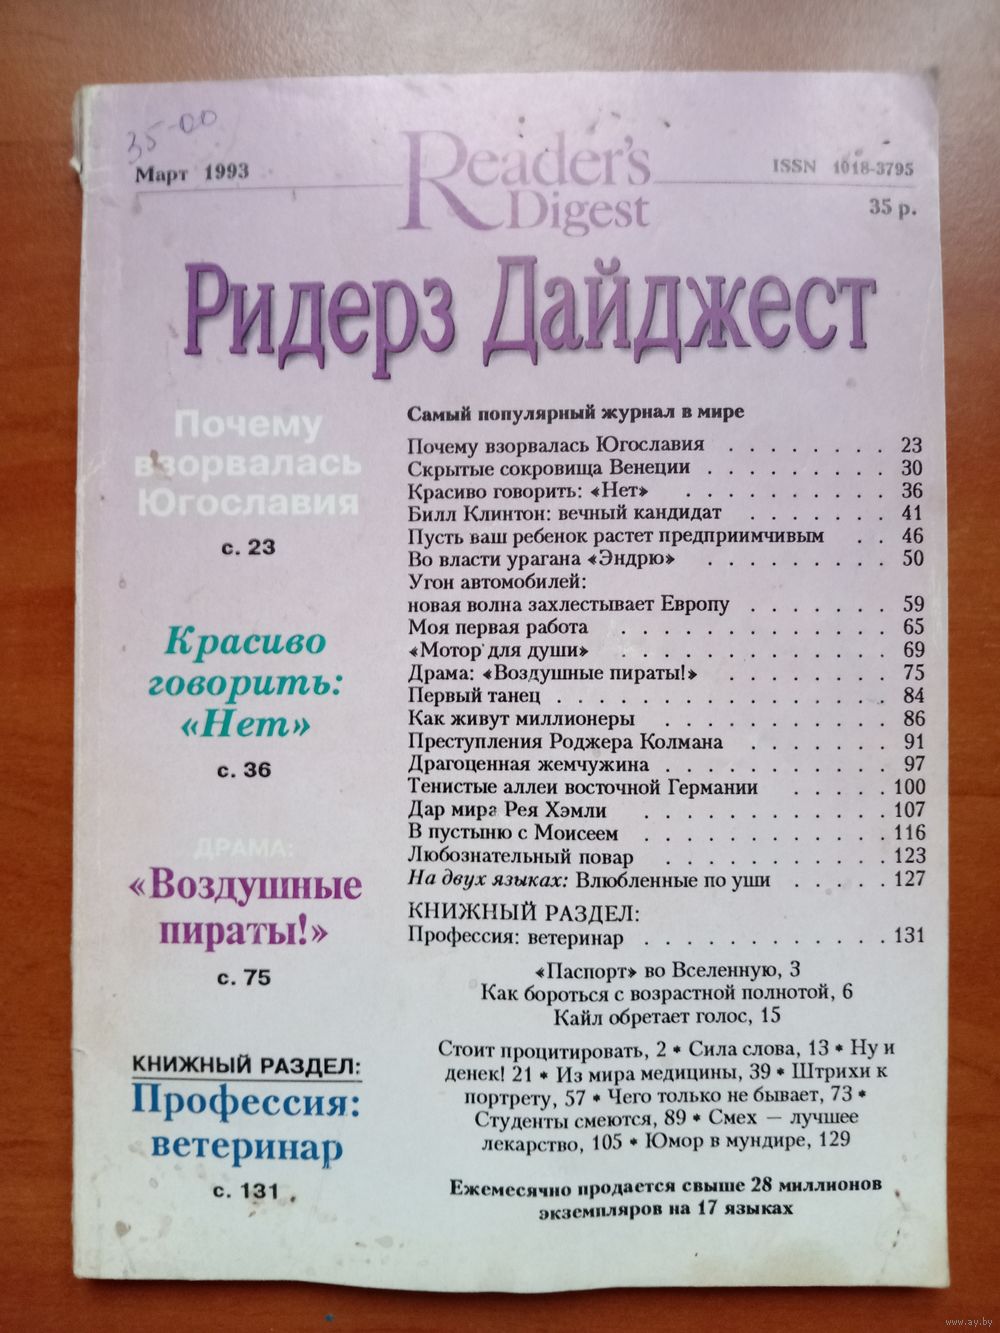 35-00
Март 1993
Reader's
Digest
ISSN 1018-3795
35 р.
Ридерз Дайджест
Почему
взорвалась
Югославия
с. 23
Красиво
говорить:
«Нет»
с. 36
ДРАМА:
«Воздушные
пираты!»
с. 75
КНИЖНЫЙ РАЗДЕЛ:
Профессия:
ветеринар
с. 131
Самый популярный журнал в мире
Почему взорвалась Югославия . . . . . . . . 23
Скрытые сокровища Венеции . . . . . . . . . 30
Красиво говорить: «Нет» . . . . . . . . . . 36
Билл Клинтон: вечный кандидат . . . . . . . 41
Пусть ваш ребенок растет предприимчивым . . 46
Во власти урагана «Эндрю» . . . . . . . . . 50
Угон автомобилей:
новая волна захлестывает Европу . . . . . . . 59
Моя первая работа . . . . . . . . . . . . . 65
«Мотор для души» . . . . . . . . . . . . . 69
Драма: «Воздушные пираты!» . . . . . . . . 75
Первый танец . . . . . . . . . . . . . . . 84
Как живут миллионеры . . . . . . . . . . . 86
Преступления Роджера Колмана . . . . . . . 91
Драгоценная жемчужина . . . . . . . . . . . 97
Тенистые аллеи восточной Германии . . . . . 100
Дар мира Рея Хэмли . . . . . . . . . . . . 107
В пустыню с Моисеем . . . . . . . . . . . . 116
Любознательный повар . . . . . . . . . . . 123
На двух языках: Влюбленные по уши . . . . . 127
КНИЖНЫЙ РАЗДЕЛ:
Профессия: ветеринар . . . . . . . . . . . . 131
«Паспорт» во Вселенную, 3
Как бороться с возрастной полнотой, 6
Кайл обретает голос, 15
Стоит процитировать, 2 • Сила слова, 13 • Ну и
денек! 21 • Из мира медицины, 39 • Штрихи к
портрету, 57 • Чего только не бывает, 73 •
Студенты смеются, 89 • Смех — лучшее
лекарство, 105 • Юмор в мундире, 129
Ежемесячно продается свыше 28 миллионов
экземпляров на 17 языках
www.ay.by